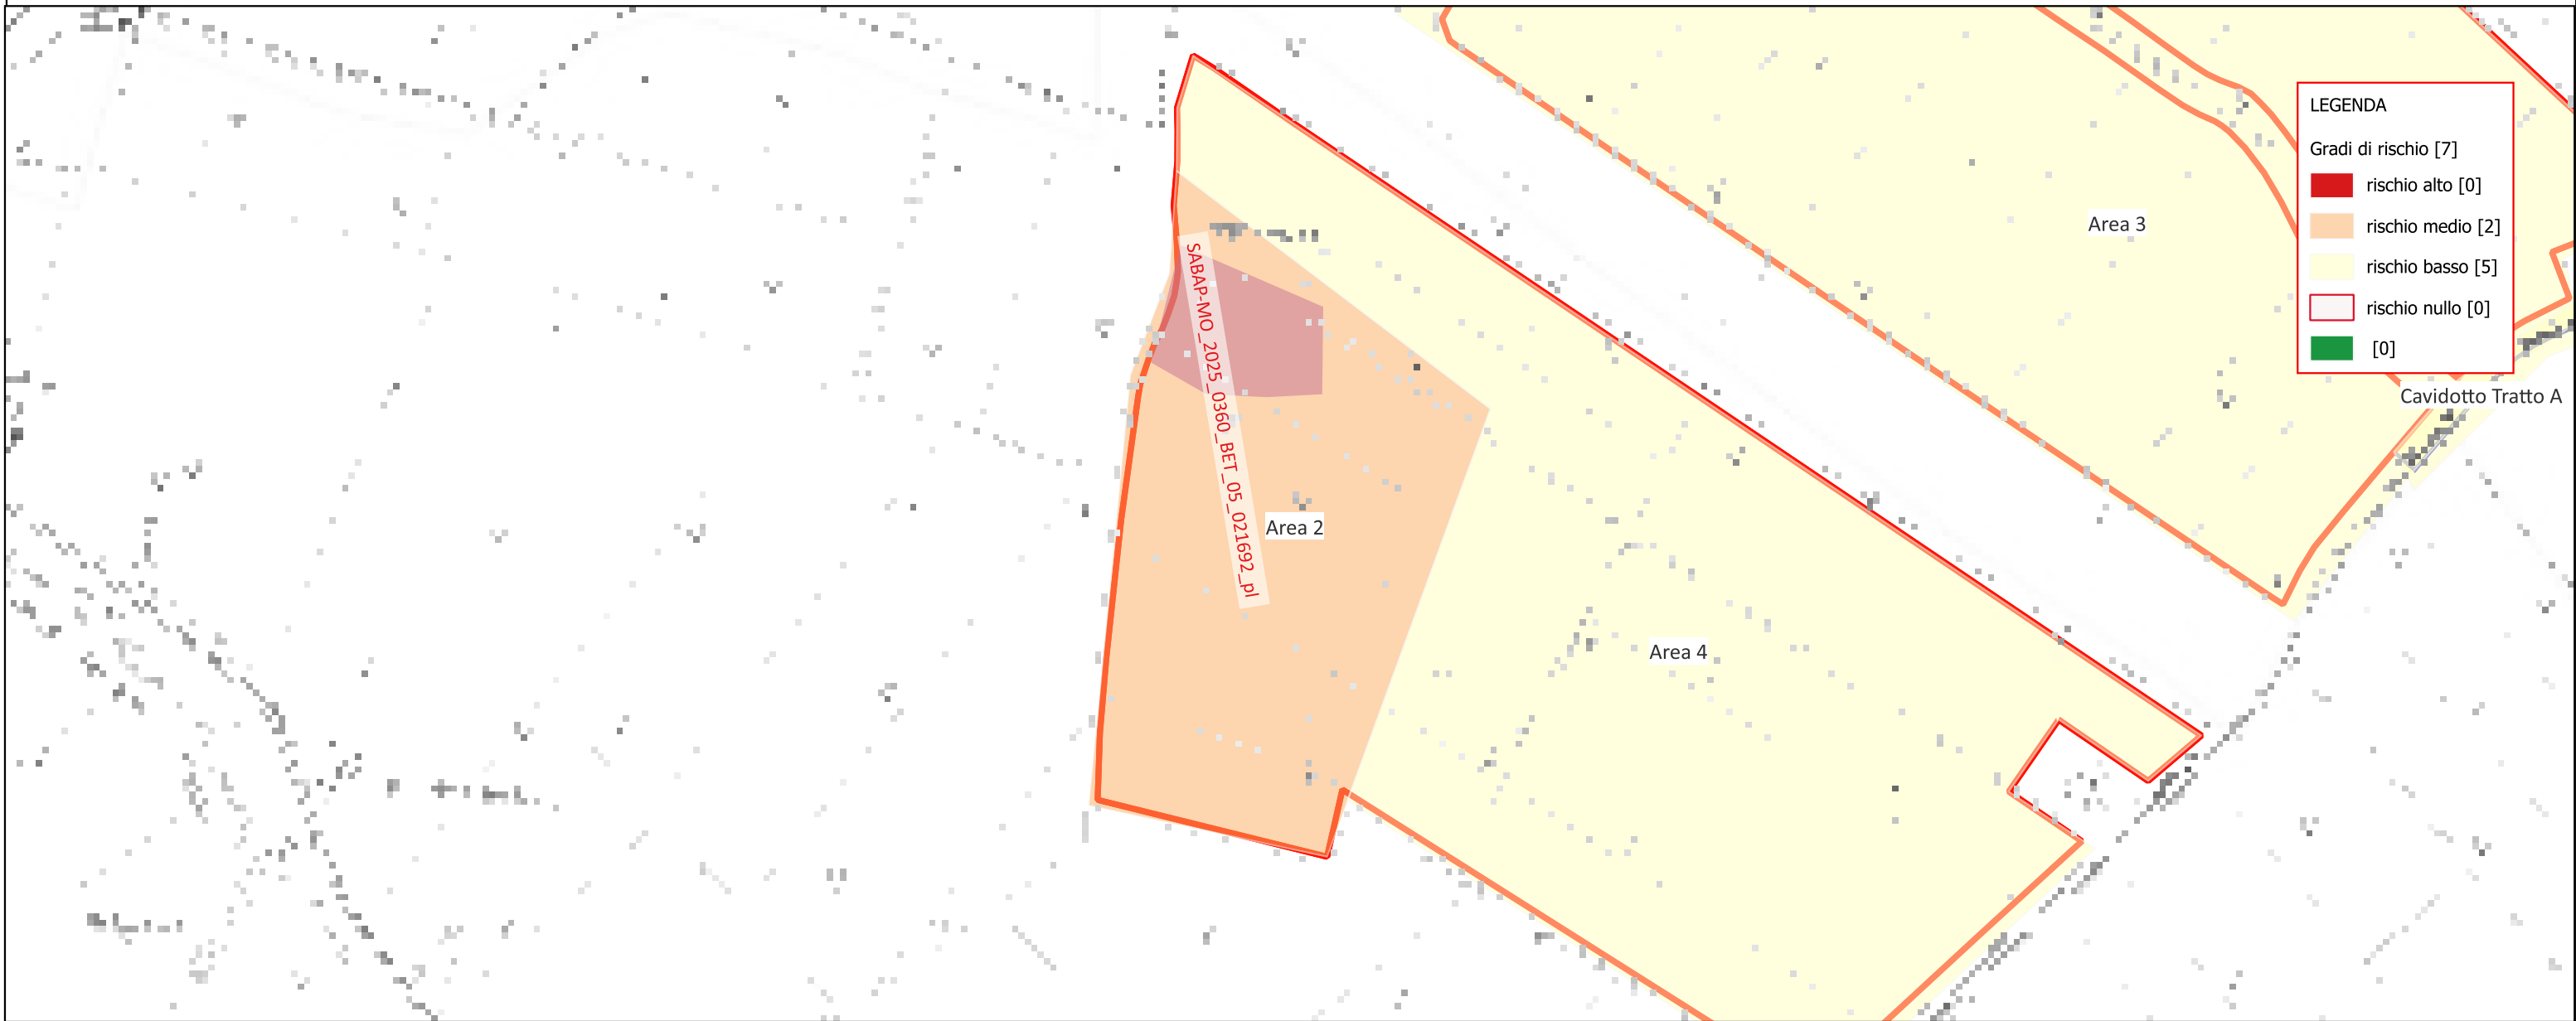 LEGENDA
Gradi di rischio [7]
rischio alto [0]
rischio medio [2]
rischio basso [5]
rischio nullo [0]
[0]
Area 3
Cavidotto Tratto A
SABAP-MO_2025_0360_BET_05_021692_pl
Area 2
Area 4